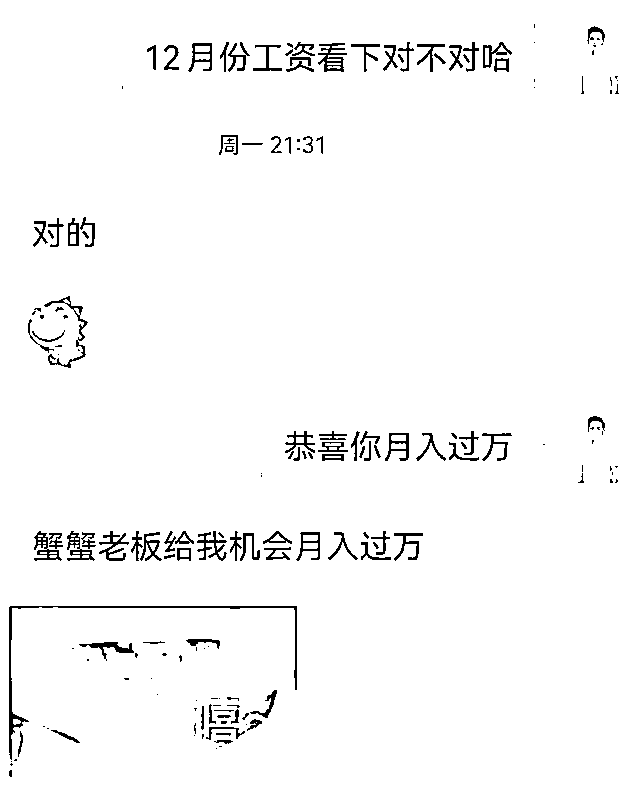 12月份工资看下对不对哈
周一 21:31
对的
恭喜你月入过万
蟹蟹老板给我机会月入过万
嘻